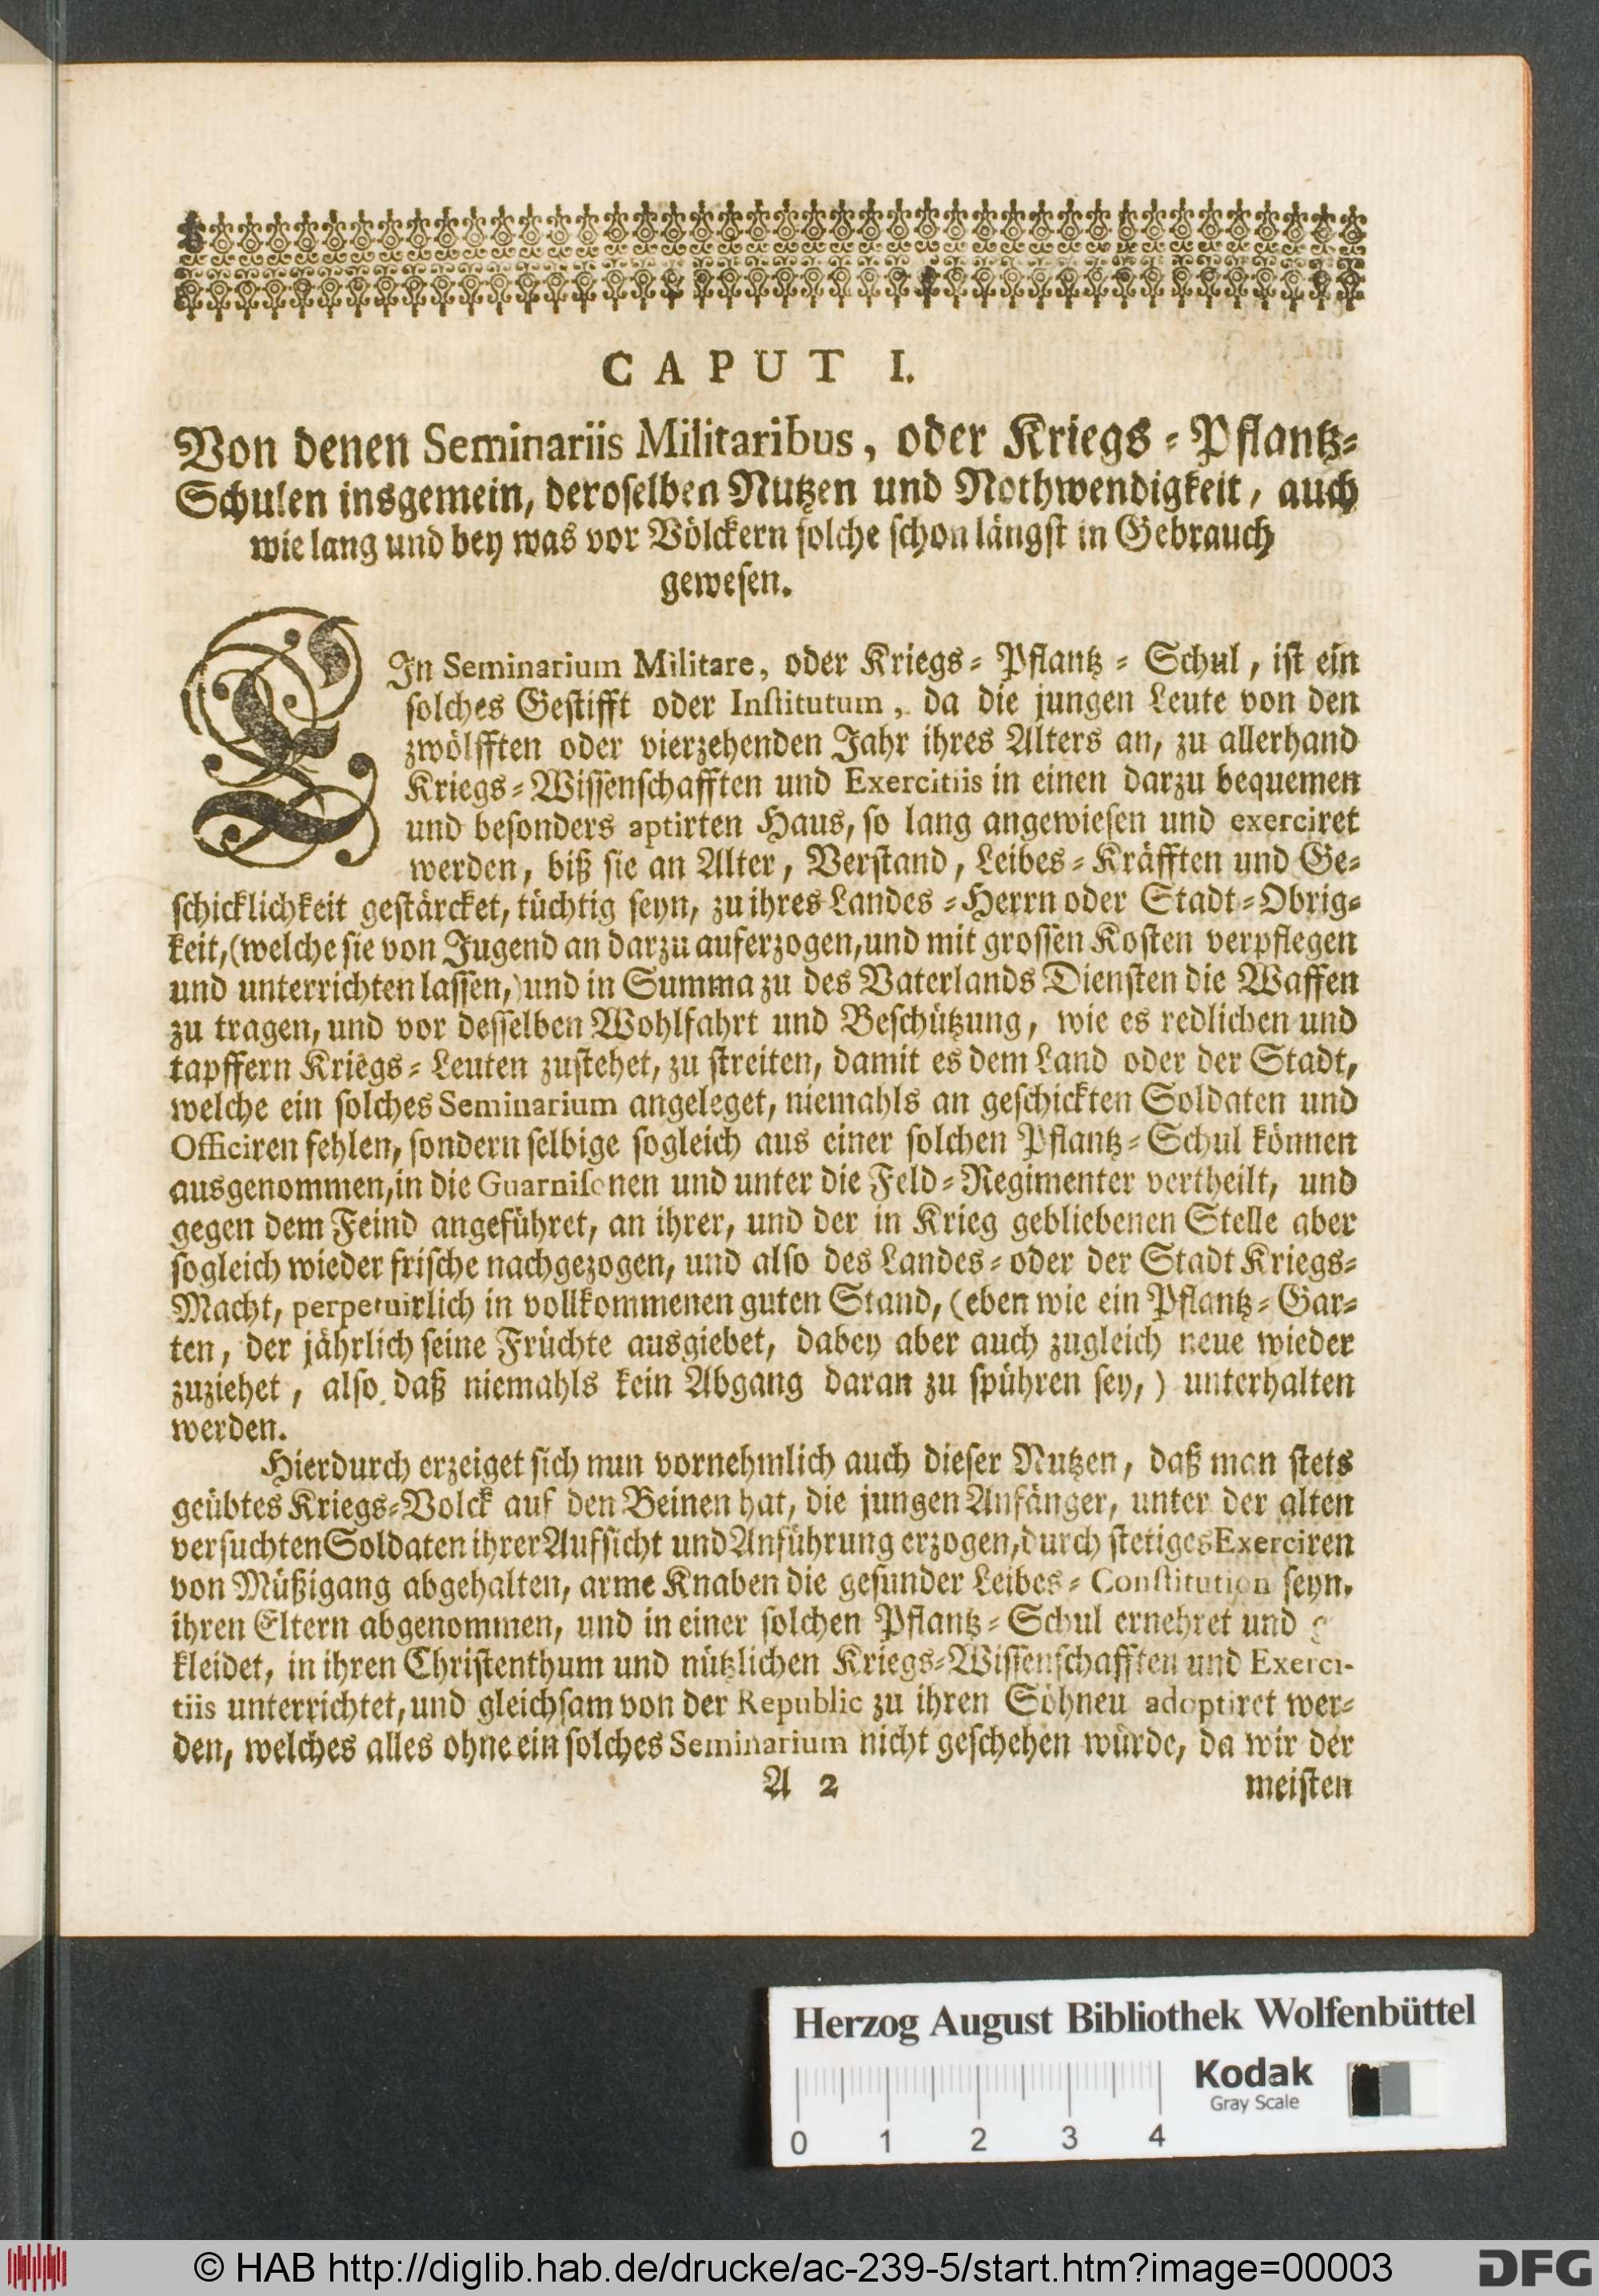 CAPUT I.
Von denen Seminariis Militaribus, oder Kriegs-Pflantz-
Schulen insgemein, deroselben Nutzen und Nothwendigkeit, auch
wie lang und bey was vor Völckern solche schon längst in Gebrauch
gewesen.
EIn Seminarium Militare, oder Kriegs-Pflantz-Schul, ist ein
solches Gestifft oder Institutum, da die jungen Leute von den
zwölfften oder vierzehenden Jahr ihres Alters an, zu allerhand
Kriegs-Wissenschafften und Exercitiis in einen darzu bequemen
und besonders aptirten Haus, so lang angewiesen und exerciret
werden, biß sie an Alter, Verstand, Leibes-Kräfften und Ge-
schicklichkeit gestärcket, tüchtig seyn, zu ihres Landes-Herrn oder Stadt-Obrig-
keit, (welche sie von Jugend an darzu auferzogen, und mit grossen Kosten verpflegen
und unterrichten lassen,) und in Summa zu des Vaterlands Diensten die Waffen
zu tragen, und vor desselben Wohlfahrt und Beschützung, wie es redlichen und
tapffern Kriegs-Leuten zustehet, zu streiten, damit es dem Land oder der Stadt,
welche ein solches Seminarium angeleget, niemahls an geschickten Soldaten und
Officiren fehlen, sondern selbige sogleich aus einer solchen Pflantz-Schul können
ausgenommen, in die Guarnisonen und unter die Feld-Regimenter vertheilt, und
gegen dem Feind angeführet, an ihrer, und der in Krieg gebliebenen Stelle aber
sogleich wieder frische nachgezogen, und also des Landes-oder der Stadt Kriegs-
Macht, perpetuirlich in vollkommenen guten Stand, (eben wie ein Pflantz-Gar-
ten, der jährlich seine Früchte ausgiebet, dabey aber auch zugleich neue wieder
zuziehet, also daß niemahls kein Abgang daran zu spühren sey,) unterhalten
werden.
Hierdurch erzeiget sich nun vornehmlich auch dieser Nutzen, daß man stets
geübtes Kriegs-Volck auf den Beinen hat, die jungen Anfänger, unter der alten
versuchten Soldaten ihrer Aufsicht und Anführung erzogen, durch stetiges Exerciren
von Müßigang abgehalten, arme Knaben die gesunder Leibes-Constitution seyn,
ihren Eltern abgenommen, und in einer solchen Pflantz-Schul ernehret und g
kleidet, in ihren Christenthum und nützlichen Kriegs-Wissenschafften und Exerci-
tiis unterrichtet, und gleichsam von der Republic zu ihren Söhneu adoptiret wer-
den, welches alles ohne ein solches Seminarium nicht geschehen würde, da wir der
A 2 meisten
Herzog August Bibliothek Wolfenbüttel
Kodak
Gray Scale
0 1 2 3 4
© HAB http://diglib.hab.de/drucke/ac-239-5/start.htm?image=00003
DFG